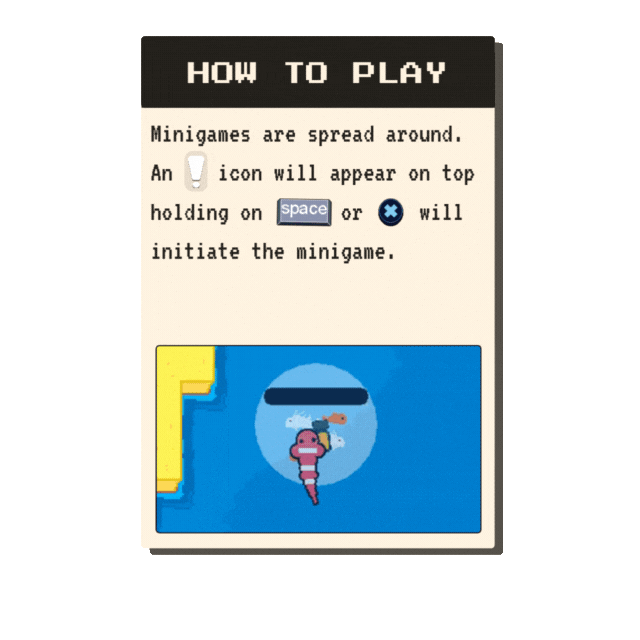 HOW TO PLAY
Minigames are spread around.
An ! icon will appear on top
holding on space or ✖ will
initiate the minigame.